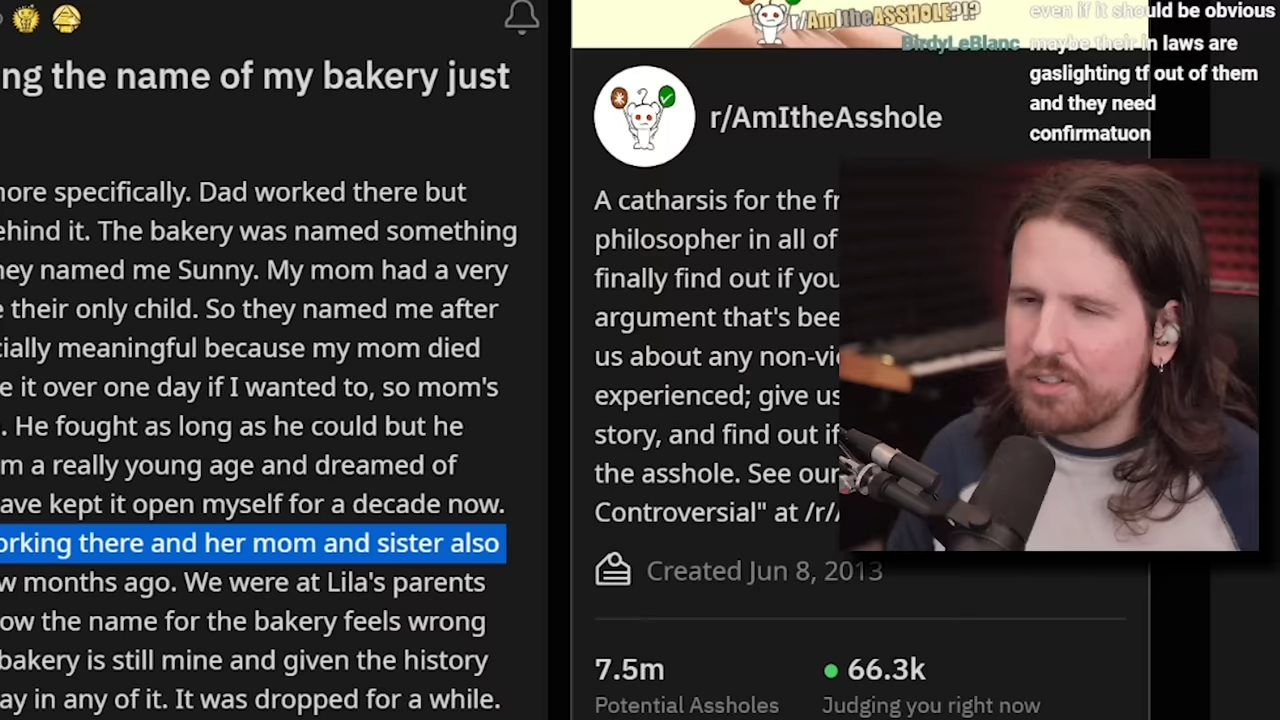 ng the name of my bakery just
more specifically. Dad worked there but
ehind it. The bakery was named something
hey named me Sunny. My mom had a very
e their only child. So they named me after
cially meaningful because my mom died
e it over one day if I wanted to, so mom's
. He fought as long as he could but he
m a really young age and dreamed of
ave kept it open myself for a decade now.
orking there and her mom and sister also
w months ago. We were at Lila's parents
ow the name for the bakery feels wrong
bakery is still mine and given the history
ay in any of it. It was dropped for a while.
r/AmItheASSHOLE?!?
r/AmItheAsshole
A catharsis for the fr
philosopher in all of
finally find out if you
argument that's bee
us about any non-vi
experienced; give us
story, and find out if
the asshole. See our
Controversial" at /r/
Created Jun 8, 2013
7.5m
66.3k
Potential Assholes
Judging you right now
even if it should be obvious
BirdyLeBlanc maybe their in laws are
gaslighting tf out of them
and they need
confirmatuon